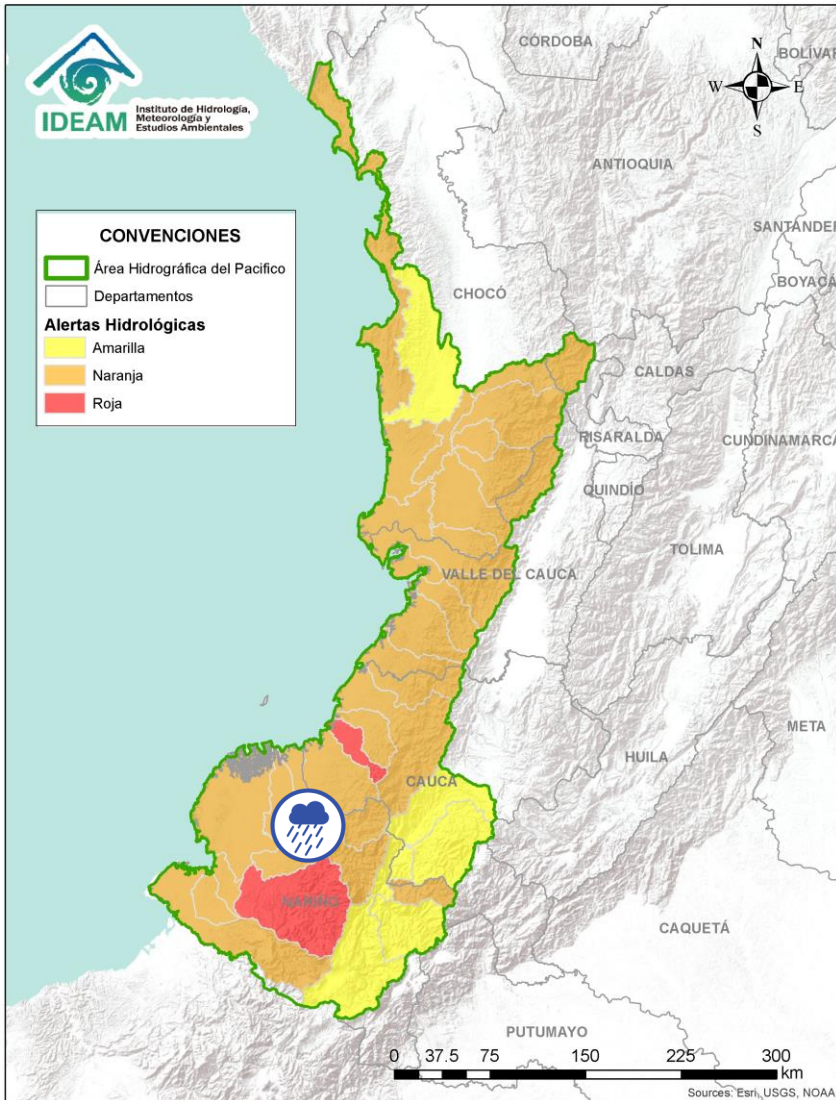 IDEAM
Instituto de Hidrología,
Meteorología y
Estudios Ambientales
CONVENCIONES
Área Hidrográfica del Pacifico
Departamentos
Alertas Hidrológicas
Amarilla
Naranja
Roja
N
W
E
S
CÓRDOBA
BOLÍVAR
ANTIOQUIA
SANTANDER
BOYACÁ
CHOCÓ
CALDAS
RISARALDA
CUNDINAMARCA
QUINDÍO
TOLIMA
VALLE DEL CAUCA
META
HUILA
CAUCA
NARIÑO
CAQUETÁ
PUTUMAYO
0 37.5 75 150 225 300
km
Sources: Esri, USGS, NOAA